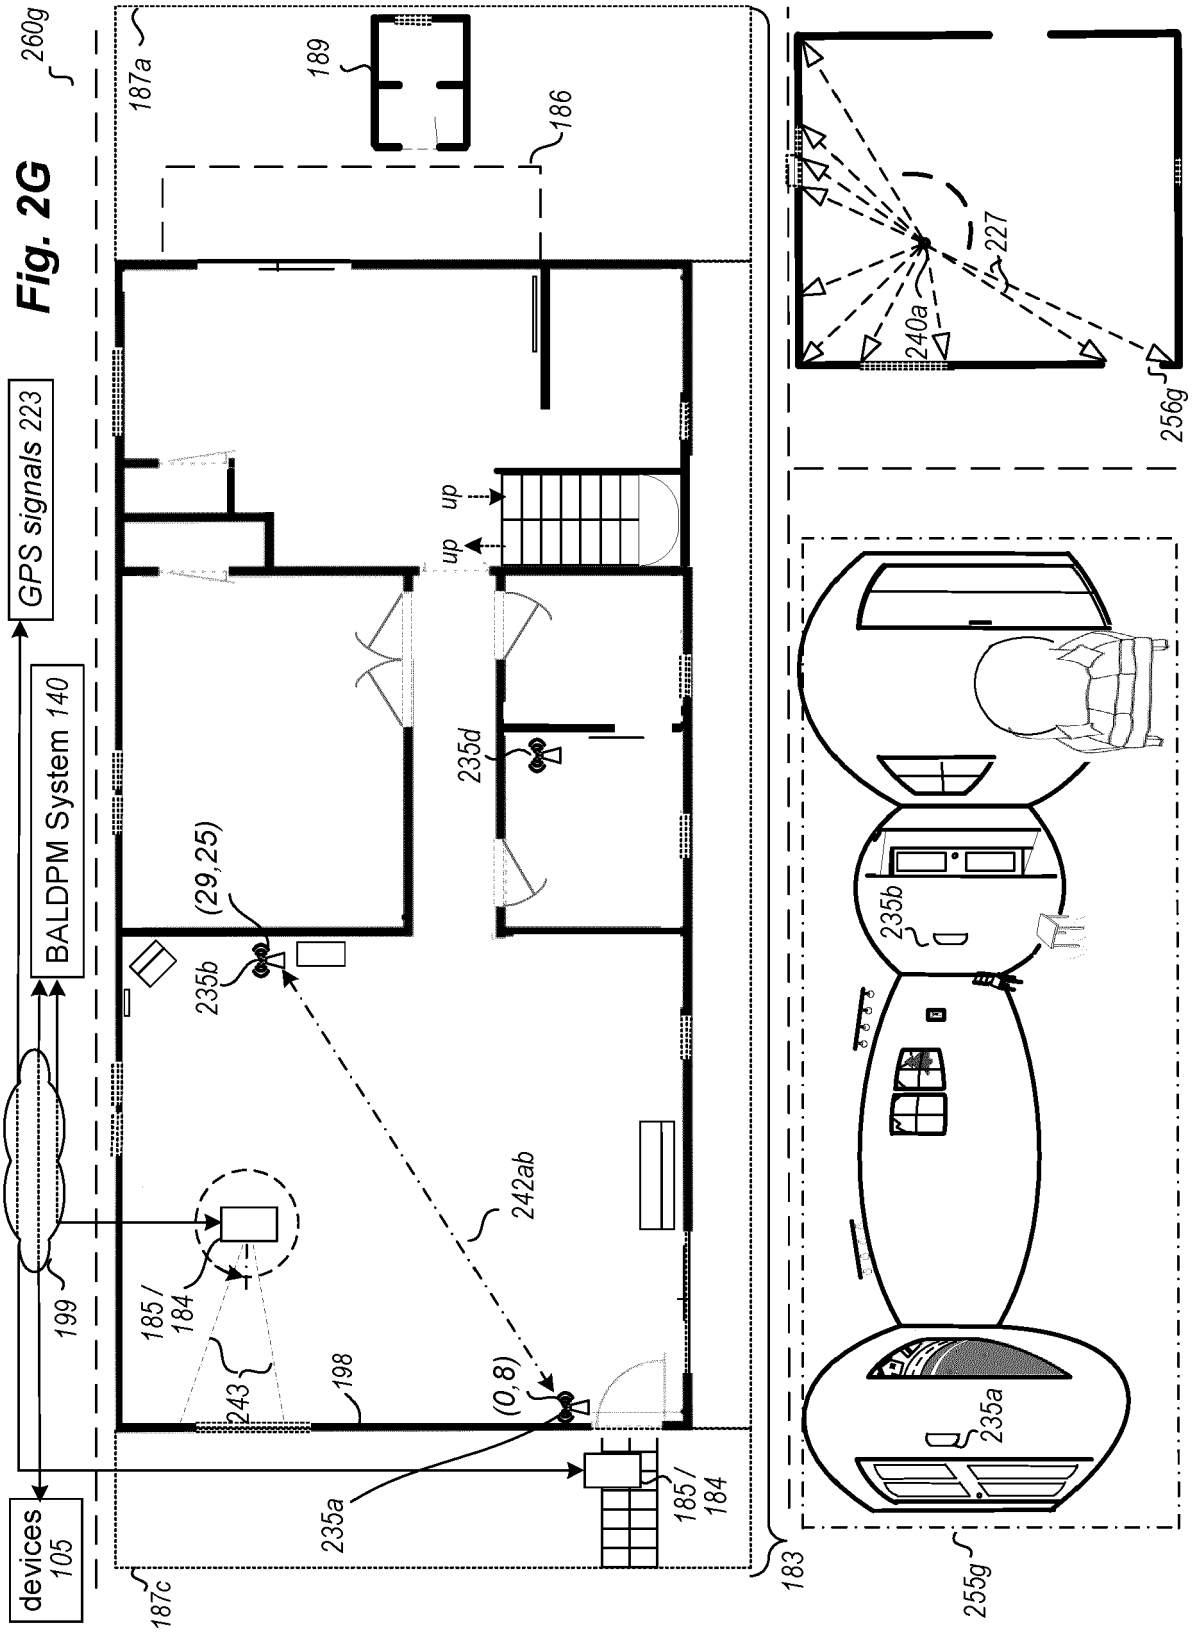 Fig. 2G
260g
devices
105
199
BALDPM System 140
GPS signals 223
187c
187a
189
186
185 /
184
243
198
235b
(29,25)
235d
up
up
242ab
(0,8)
235a
185 /
184
183
255g
235a
235b
240a
227
256g